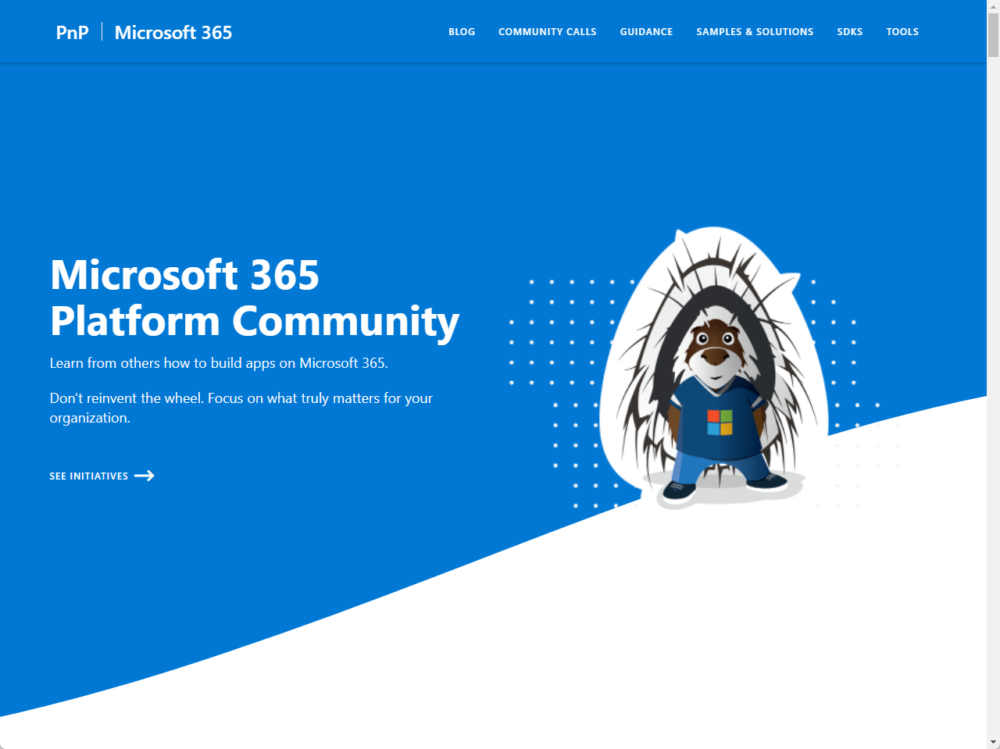 PnP | Microsoft 365
BLOG
COMMUNITY CALLS
GUIDANCE
SAMPLES & SOLUTIONS
SDKS
TOOLS
Microsoft 365
Platform Community
Learn from others how to build apps on Microsoft 365.
Don't reinvent the wheel. Focus on what truly matters for your
organization.
SEE INITIATIVES